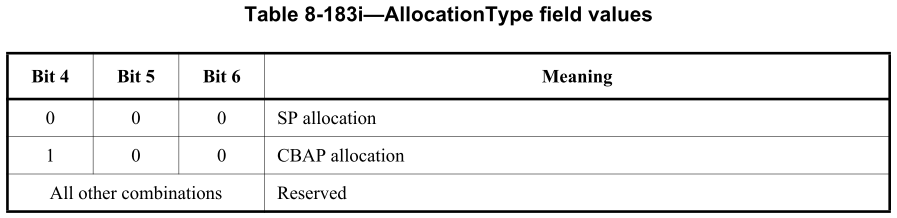 Table 8-183i—AllocationType field values
Bit 4 Bit 5 Bit 6 Meaning
0 0 0 SP allocation
1 0 0 CBAP allocation
All other combinations Reserved